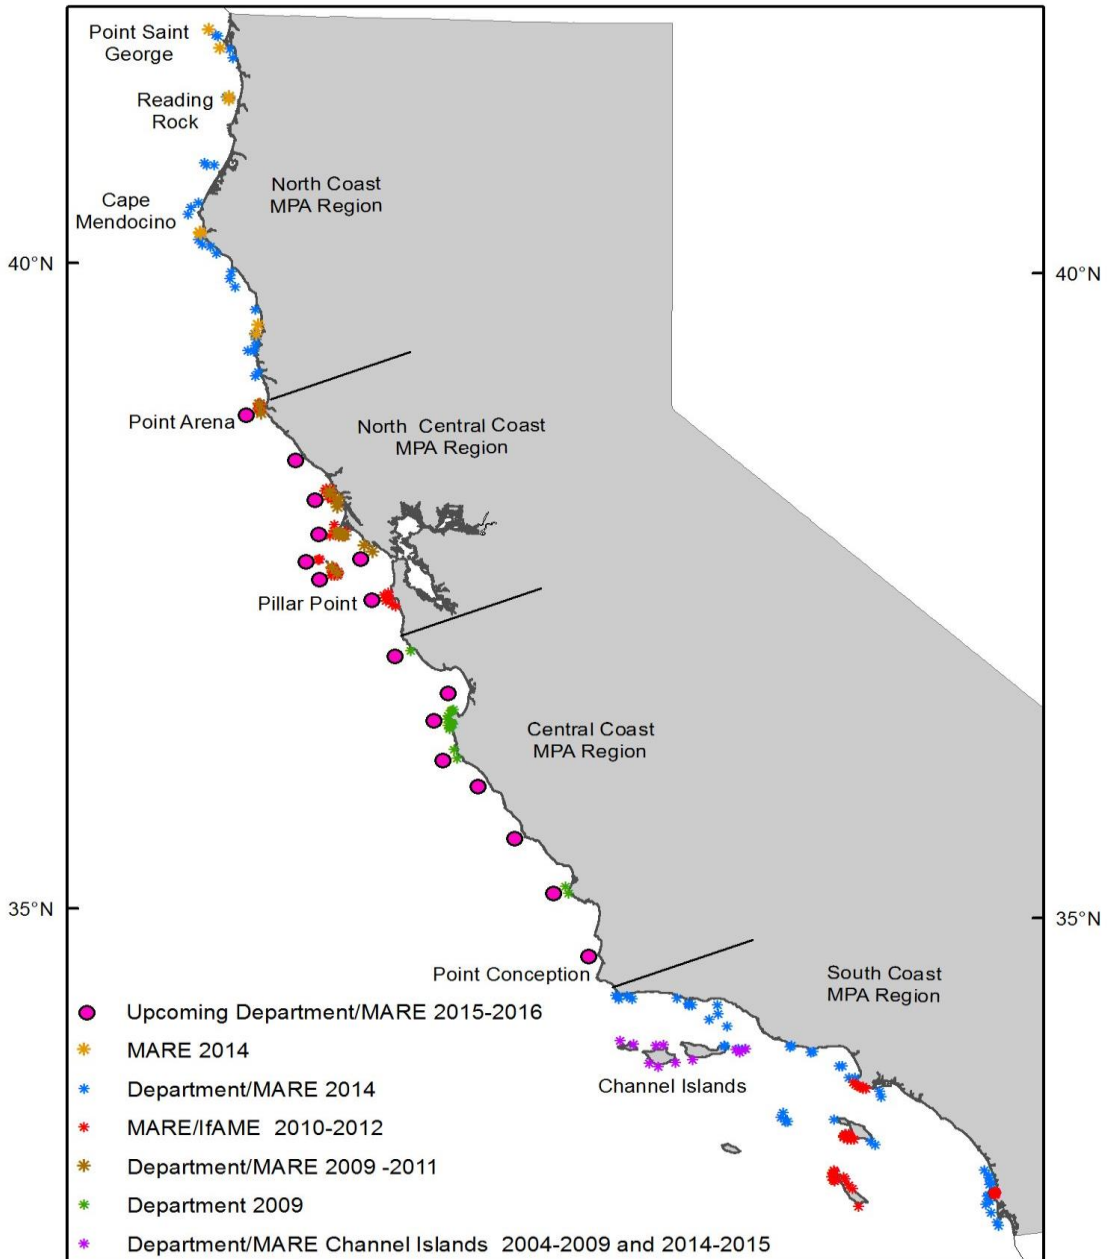 Point Saint
George
Reading
Rock
North Coast
MPA Region
Cape
Mendocino
40°N
40°N
Point Arena
North Central Coast
MPA Region
Pillar Point
Central Coast
MPA Region
35°N
35°N
Point Conception
South Coast
MPA Region
Channel Islands
Upcoming Department/MARE 2015-2016
MARE 2014
Department/MARE 2014
MARE/IfAME 2010-2012
Department/MARE 2009 -2011
Department 2009
Department/MARE Channel Islands 2004-2009 and 2014-2015